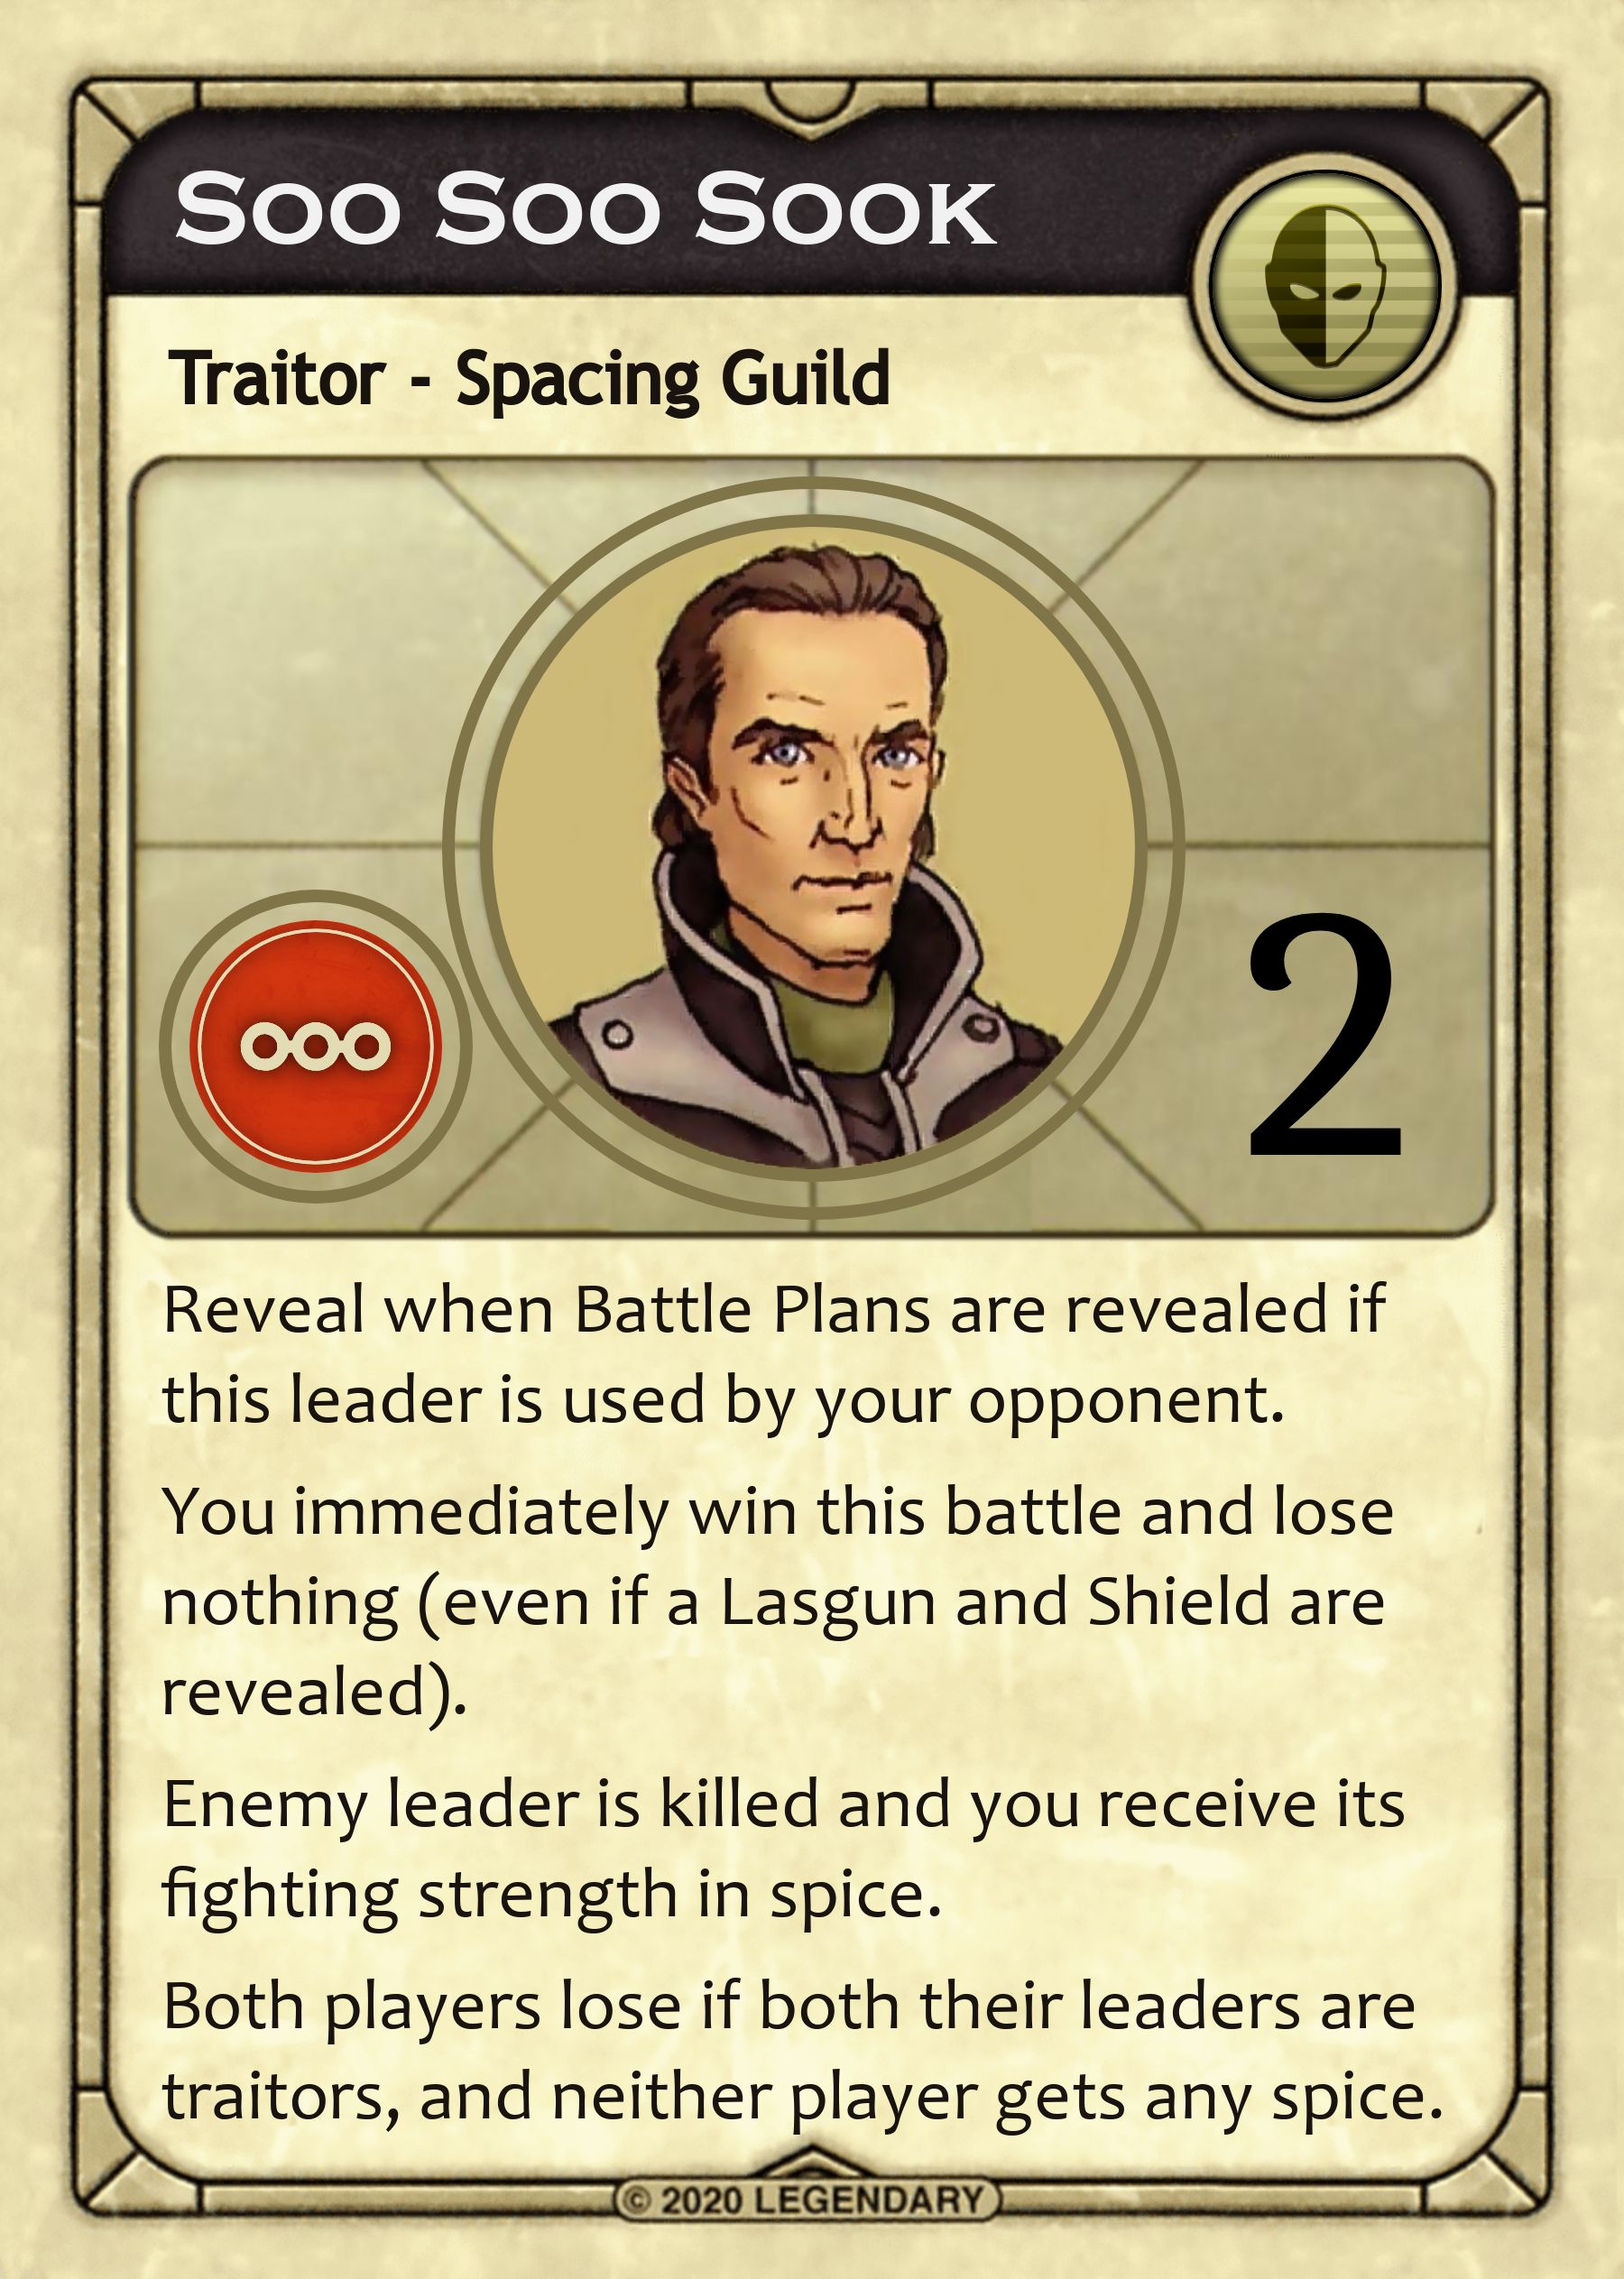 Soo Soo Sook
Traitor - Spacing Guild
2
Reveal when Battle Plans are revealed if
this leader is used by your opponent.
You immediately win this battle and lose
nothing (even if a Lasgun and Shield are
revealed).
Enemy leader is killed and you receive its
fighting strength in spice.
Both players lose if both their leaders are
traitors, and neither player gets any spice.
© 2020 LEGENDARY